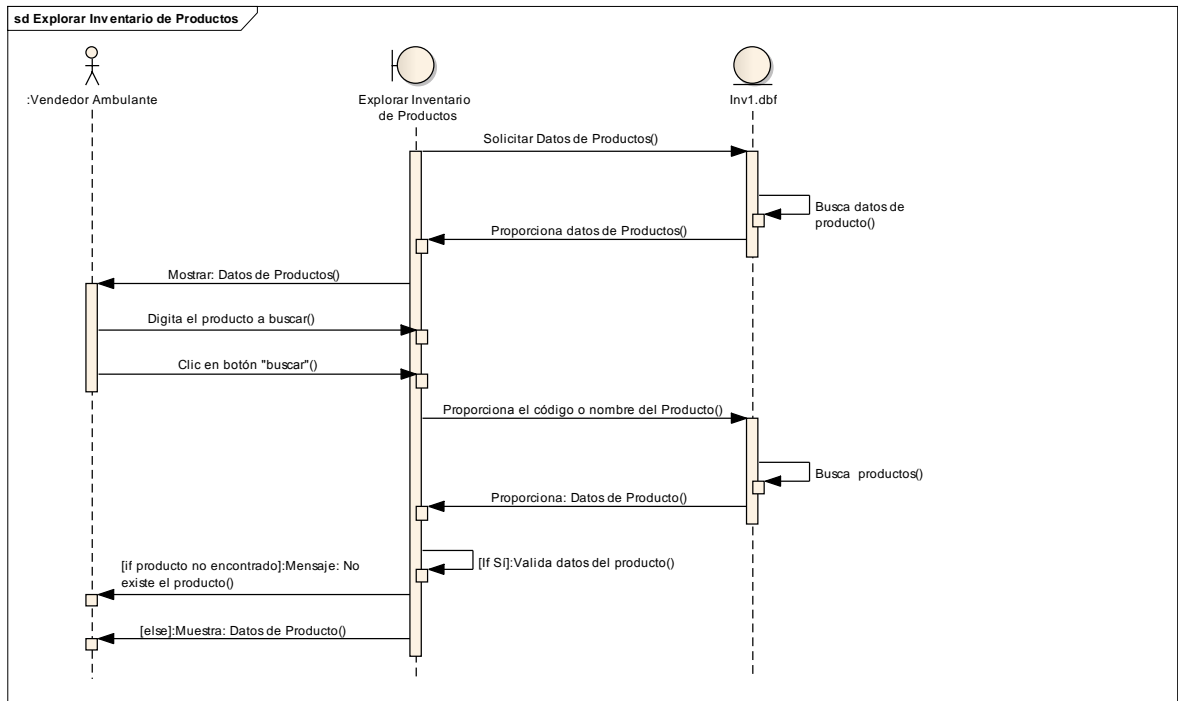 sd Explorar Inventario de Productos
:Vendedor Ambulante
Explorar Inventario
de Productos
Inv1.dbf
Solicitar Datos de Productos()
Busca datos de
producto()
Proporciona datos de Productos()
Mostrar: Datos de Productos()
Digita el producto a buscar()
Clic en botón "buscar"()
Proporciona el código o nombre del Producto()
Busca productos()
Proporciona: Datos de Producto()
[If Sí]:Valida datos del producto()
[if producto no encontrado]:Mensaje: No
existe el producto()
[else]:Muestra: Datos de Producto()